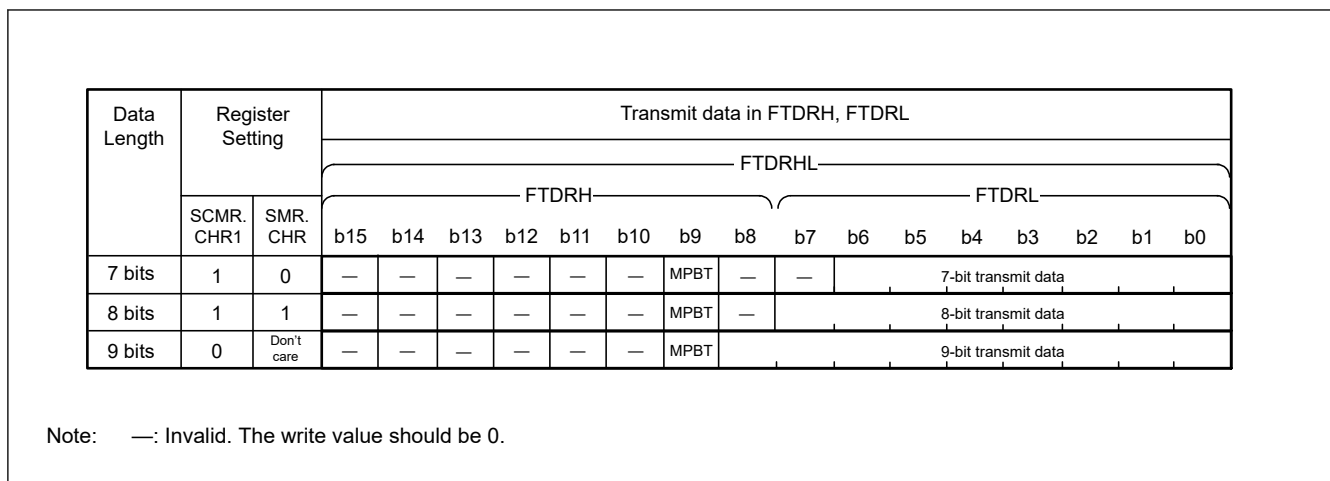 Data Length
Register Setting
Transmit data in FTDRH, FTDRL
FTDRHL
FTDRH
FTDRL
SCMR. CHR1
SMR. CHR
b15 b14 b13 b12 b11 b10 b9 b8 b7 b6 b5 b4 b3 b2 b1 b0
7 bits 1 0 — — — — — — MPBT — — 7-bit transmit data
8 bits 1 1 — — — — — — MPBT — 8-bit transmit data
9 bits 0 Don't care — — — — — — MPBT 9-bit transmit data
Note: —: Invalid. The write value should be 0.